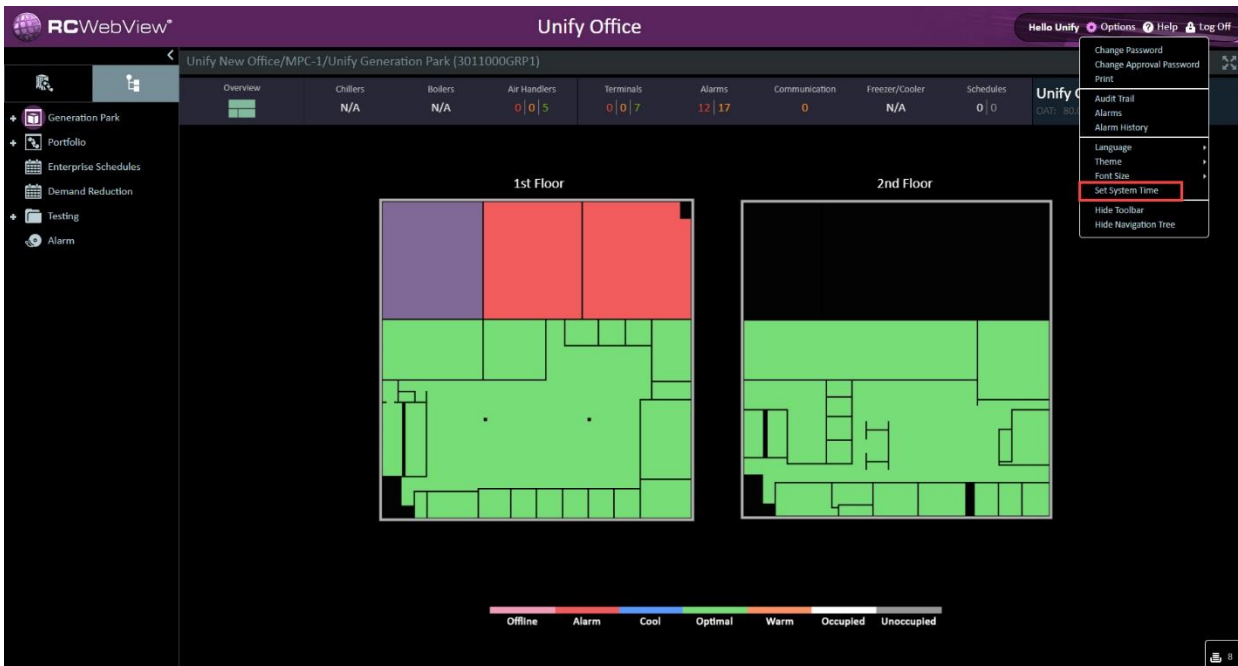 RCWebView®
Unify Office
Hello Unify Options Help Log Off
Change Password
Change Approval Password
Print
Audit Trail
Alarms
Alarm History
Language
Theme
Font Size
Set System Time
Hide Toolbar
Hide Navigation Tree
Unify New Office/MPC-1/Unify Generation Park (3011000GRP1)
Overview
Chillers
N/A
Boilers
N/A
Air Handlers
0|0|5
Terminals
0|0|7
Alarms
12|17
Communication
0
Freezer/Cooler
N/A
Schedules
0|0
Unify
OAT: 80.
Generation Park
Portfolio
Enterprise Schedules
Demand Reduction
Testing
Alarm
1st Floor
2nd Floor
Offline Alarm Cool Optimal Warm Occupied Unoccupied
8